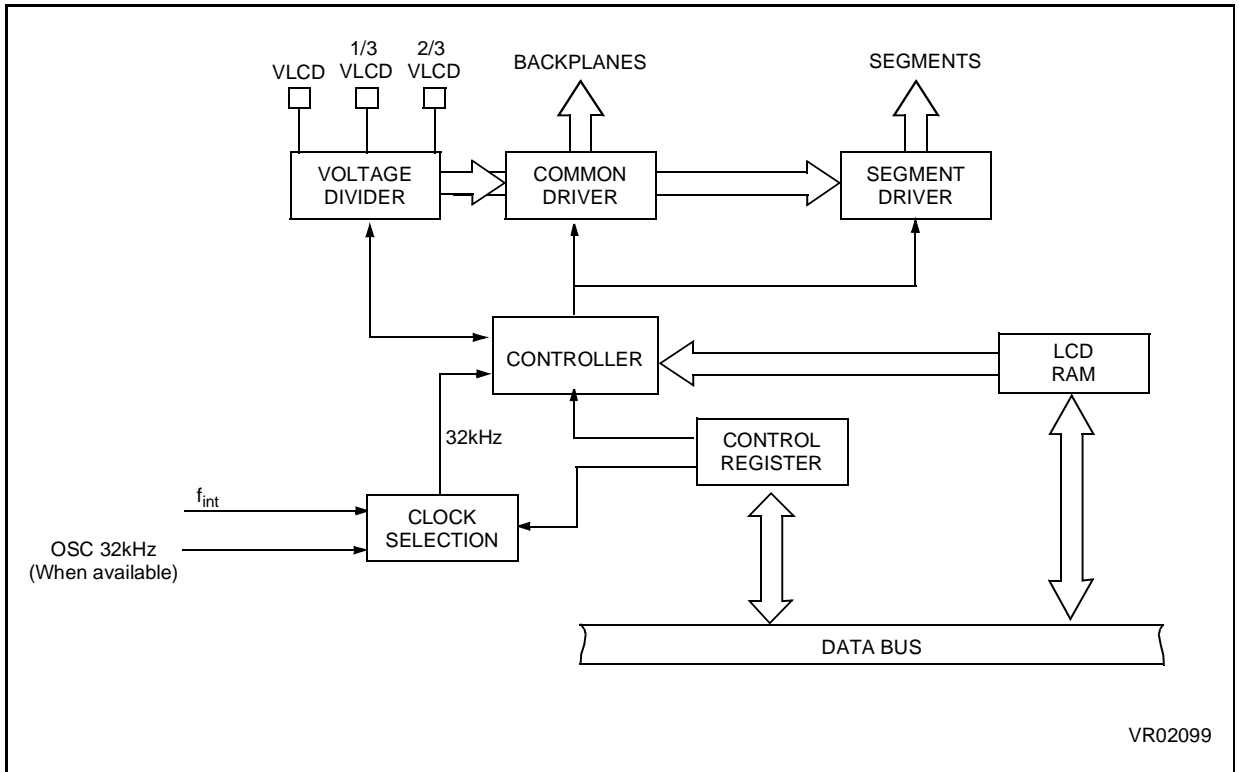 VLCD
1/3
VLCD
2/3
VLCD
BACKPLANES
SEGMENTS
VOLTAGE
DIVIDER
COMMON
DRIVER
SEGMENT
DRIVER
CONTROLLER
LCD
RAM
32kHz
CONTROL
REGISTER
fint
CLOCK
SELECTION
OSC 32kHz
(When available)
DATA BUS
VR02099